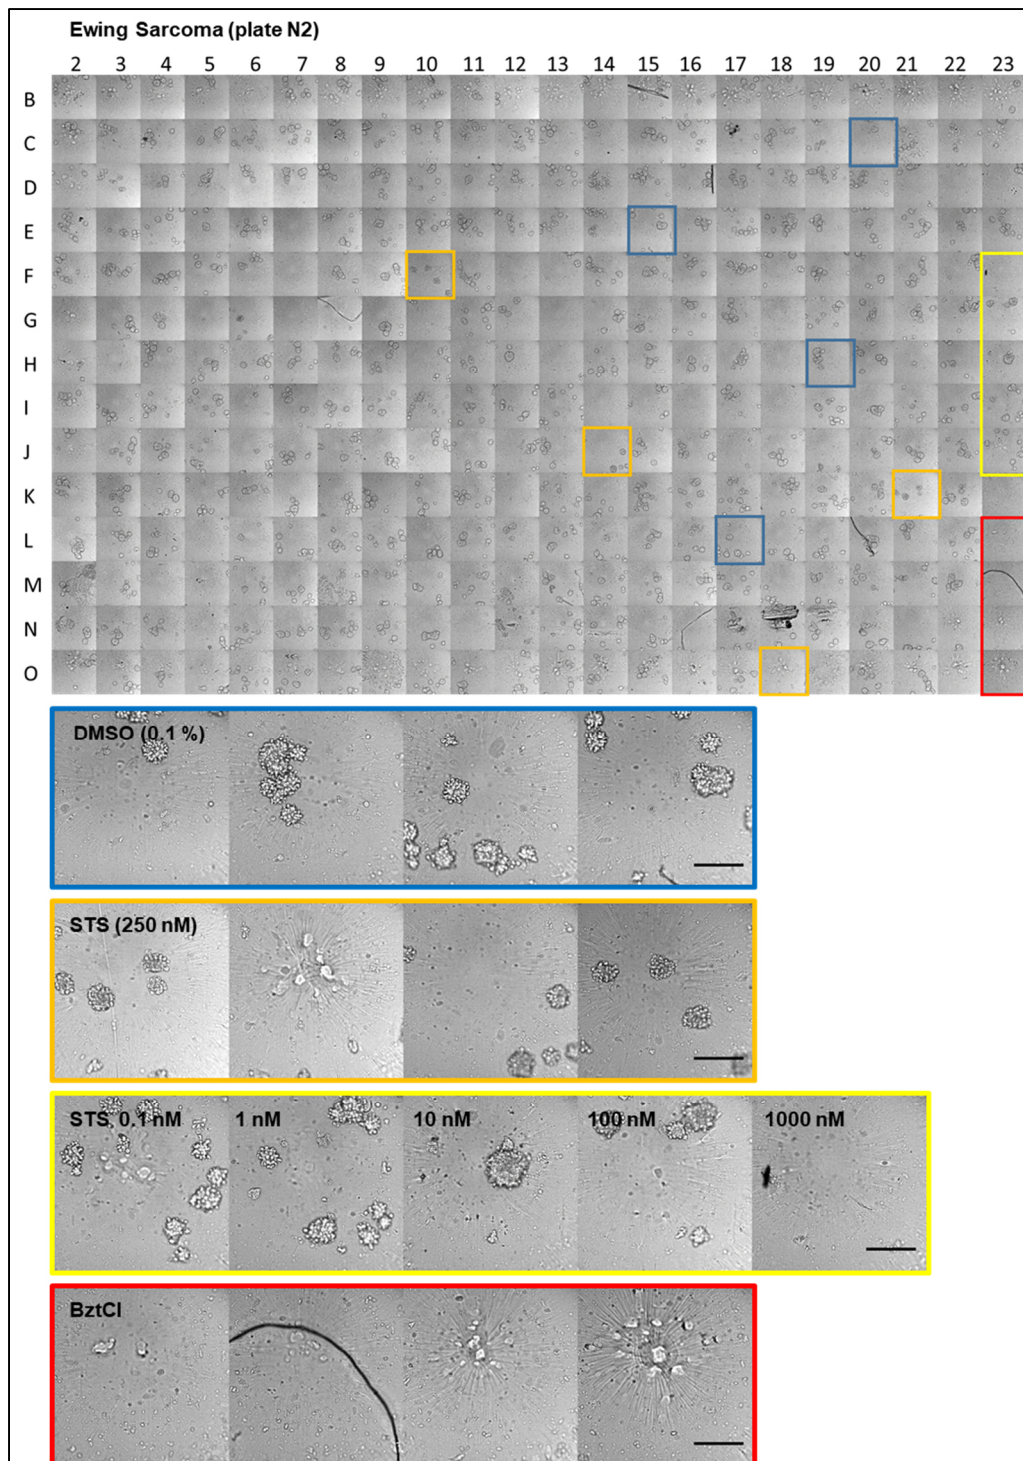 Ewing Sarcoma (plate N2)
2 3 4 5 6 7 8 9 10 11 12 13 14 15 16 17 18 19 20 21 22 23
B
C
D
E
F
G
H
I
J
K
L
M
N
O
DMSO (0.1 %)
STS (250 nM)
STS, 0.1 nM 1 nM 10 nM 100 nM 1000 nM
BztCl